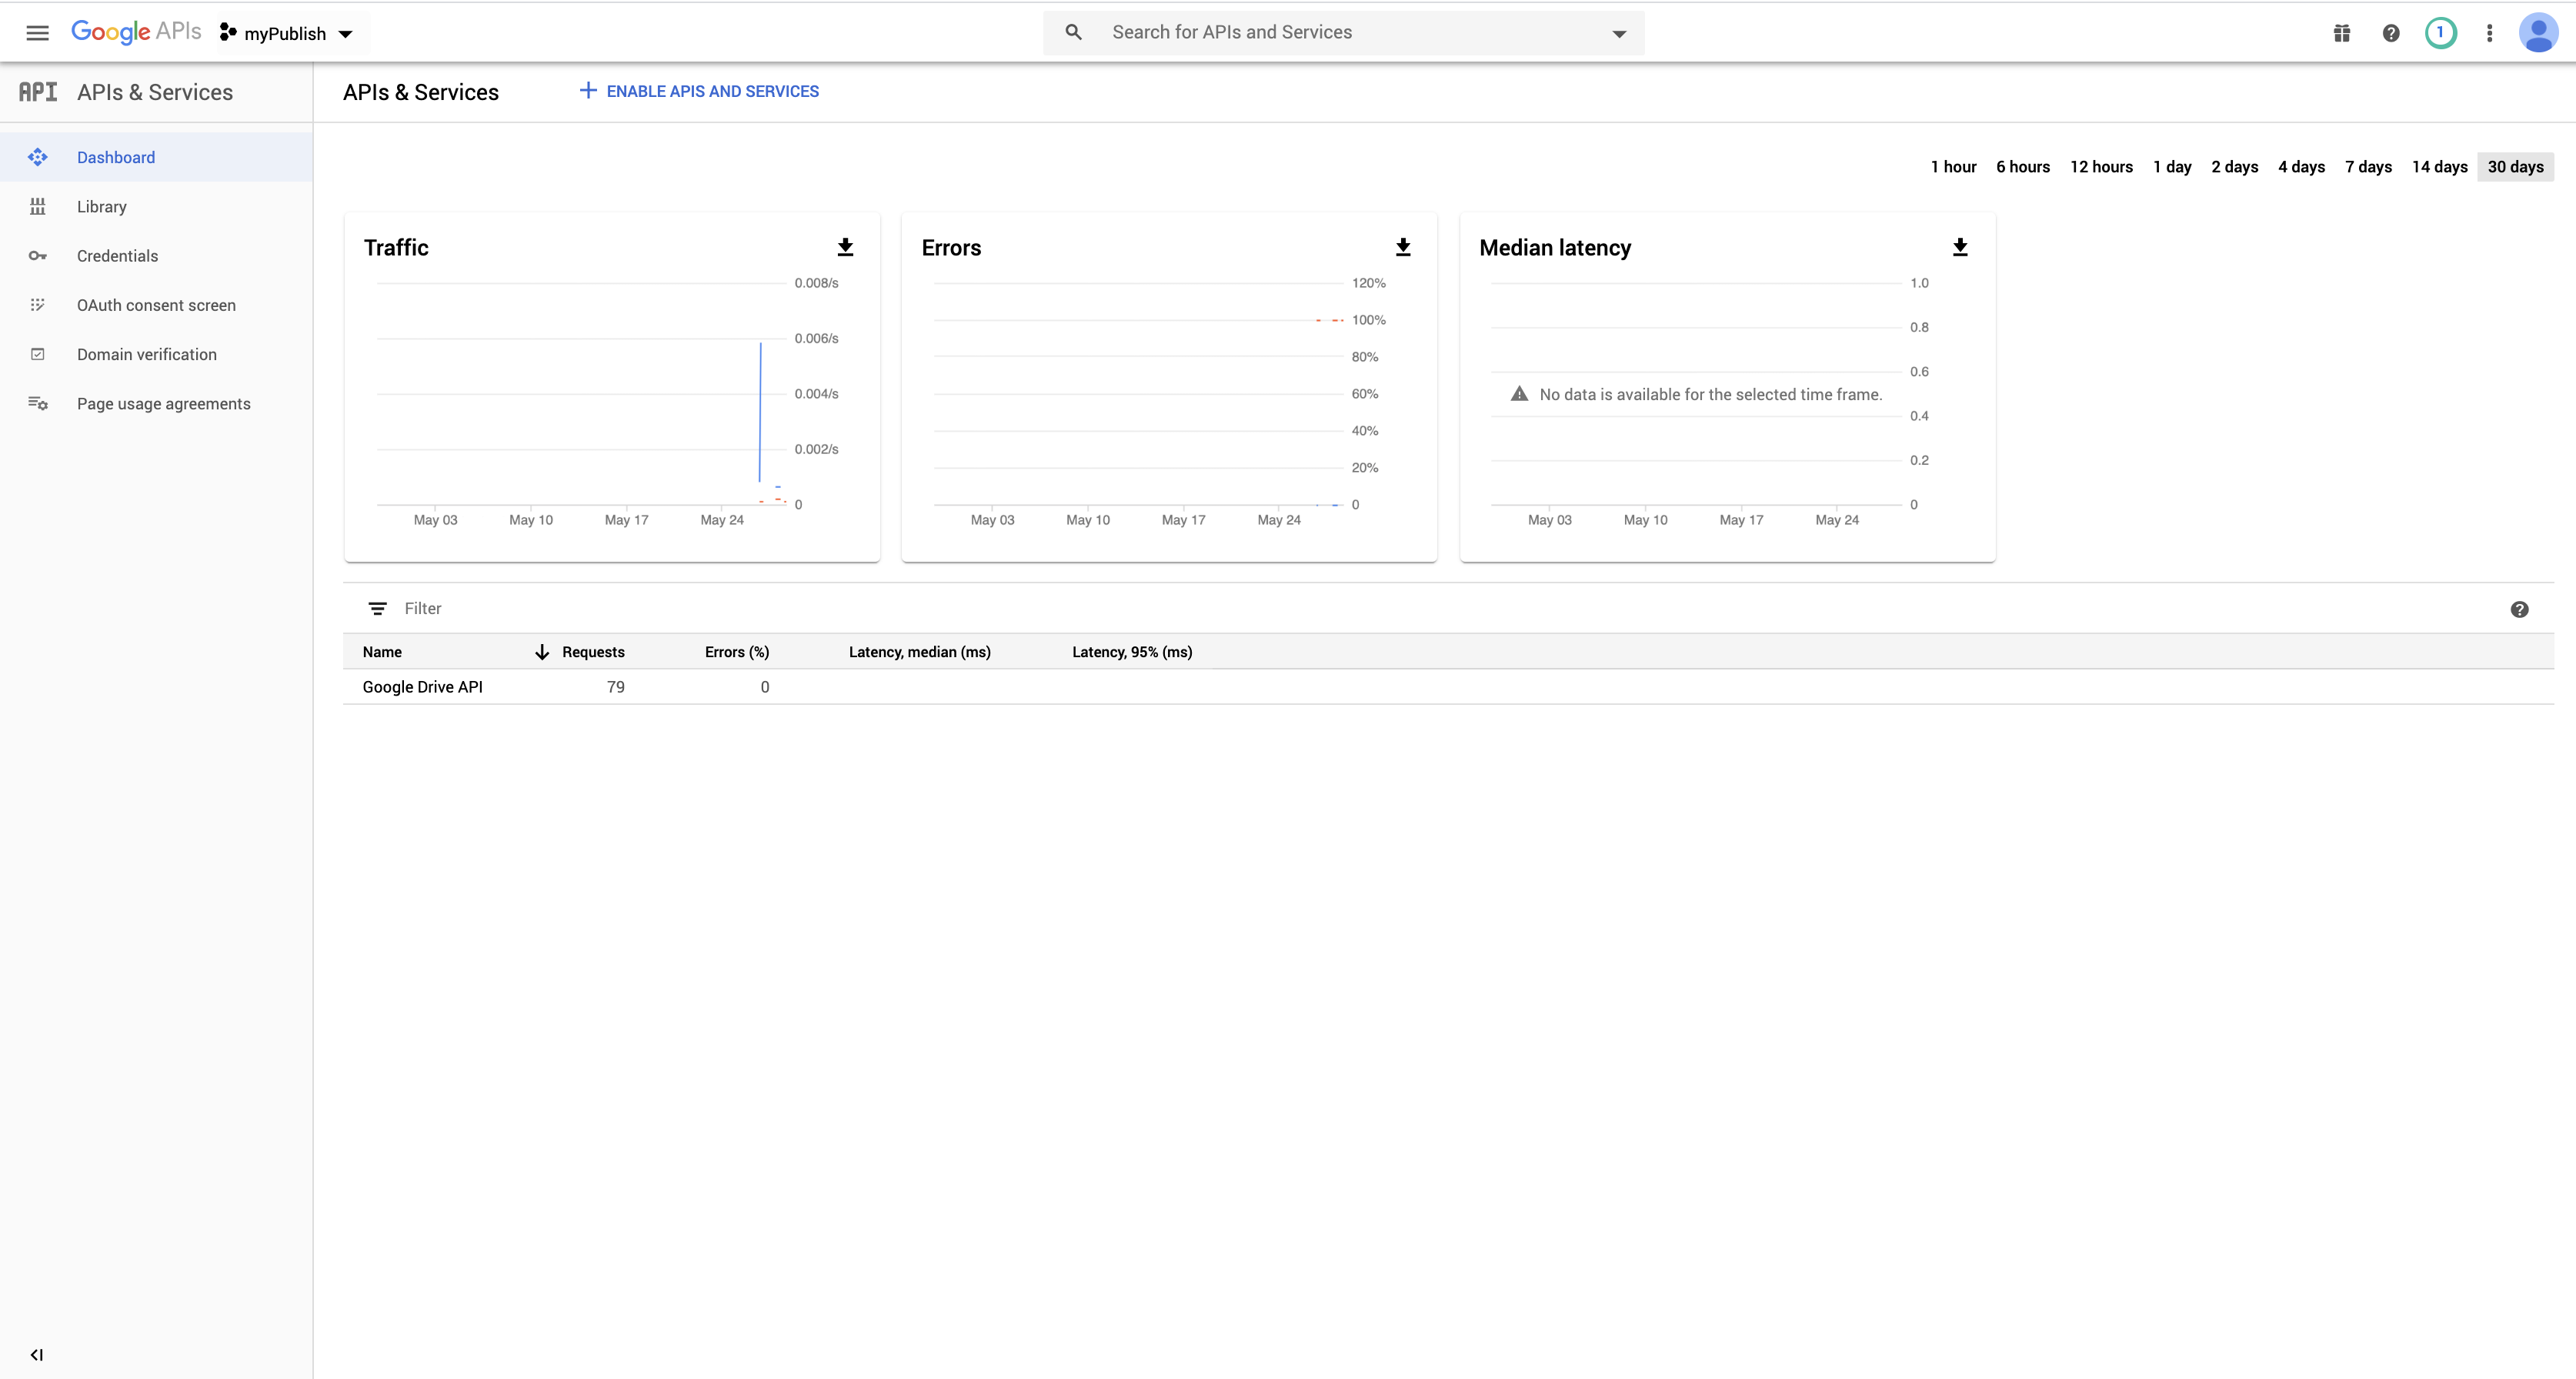 Google APIs myPublish Search for APIs and Services 1
API APIs & Services
APIs & Services ENABLE APIS AND SERVICES
Dashboard
Library
Credentials
OAuth consent screen
Domain verification
Page usage agreements
1 hour 6 hours 12 hours 1 day 2 days 4 days 7 days 14 days 30 days
Traffic
0.008/s
0.006/s
0.004/s
0.002/s
0
May 03 May 10 May 17 May 24
Errors
120%
100%
80%
60%
40%
20%
0
May 03 May 10 May 17 May 24
Median latency
1.0
0.8
0.6
No data is available for the selected time frame.
0.4
0.2
0
May 03 May 10 May 17 May 24
Filter
Name Requests Errors (%) Latency, median (ms) Latency, 95% (ms)
Google Drive API 79 0